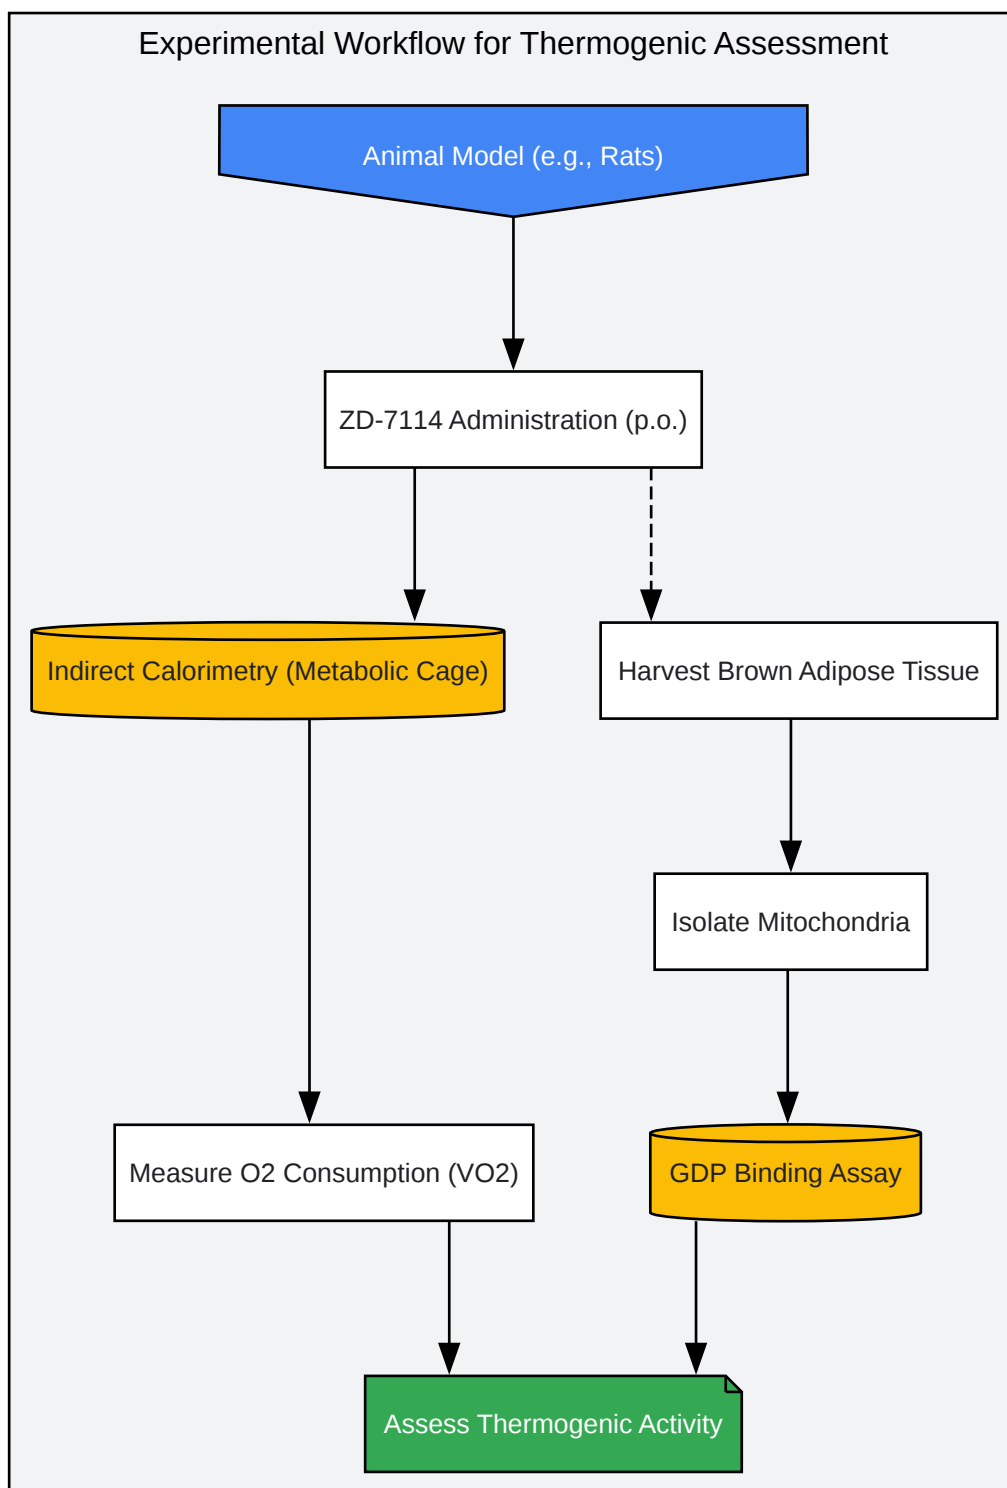 Experimental Workflow for Thermogenic Assessment
Animal Model (e.g., Rats)
ZD-7114 Administration (p.o.)
Indirect Calorimetry (Metabolic Cage)
Harvest Brown Adipose Tissue
Isolate Mitochondria
Measure O2 Consumption (VO2)
GDP Binding Assay
Assess Thermogenic Activity